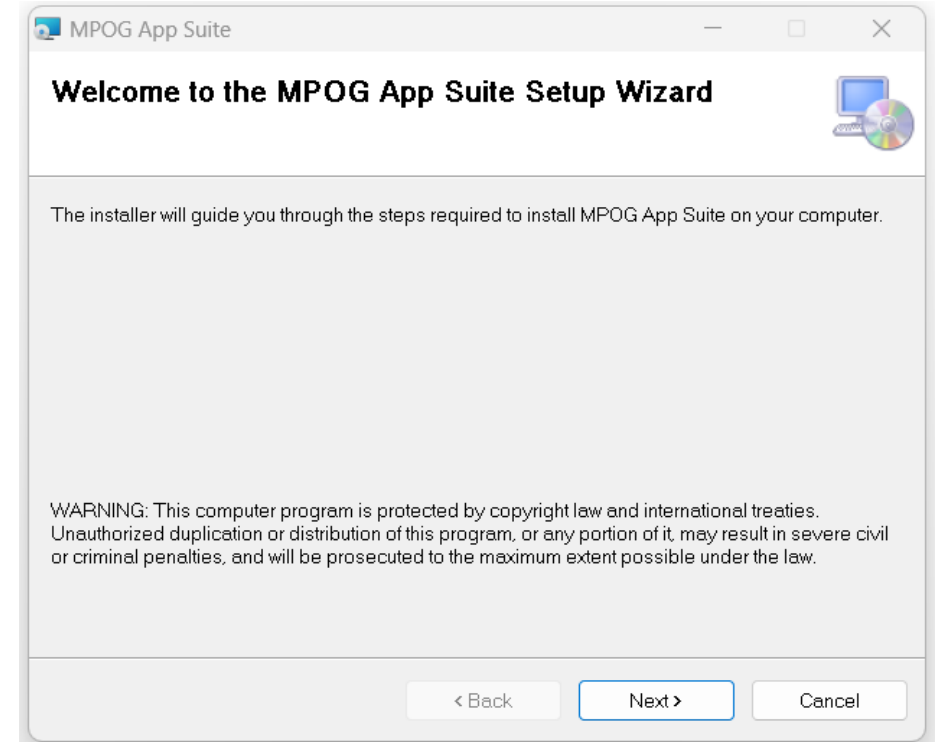 MPOG App Suite
Welcome to the MPOG App Suite Setup Wizard
The installer will guide you through the steps required to install MPOG App Suite on your computer.
WARNING: This computer program is protected by copyright law and international treaties.
Unauthorized duplication or distribution of this program, or any portion of it, may result in severe civil
or criminal penalties, and will be prosecuted to the maximum extent possible under the law.
< Back
Next >
Cancel